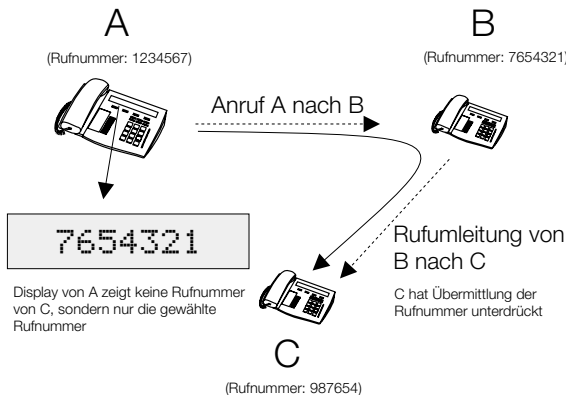 A
(Rufnummer: 1234567)
B
(Rufnummer: 7654321)
Anruf A nach B
7654321
Display von A zeigt keine Rufnummer
von C, sondern nur die gewählte
Rufnummer
Rufumleitung von
B nach C
C hat Übermittlung der
Rufnummer unterdrückt
C
(Rufnummer: 987654)